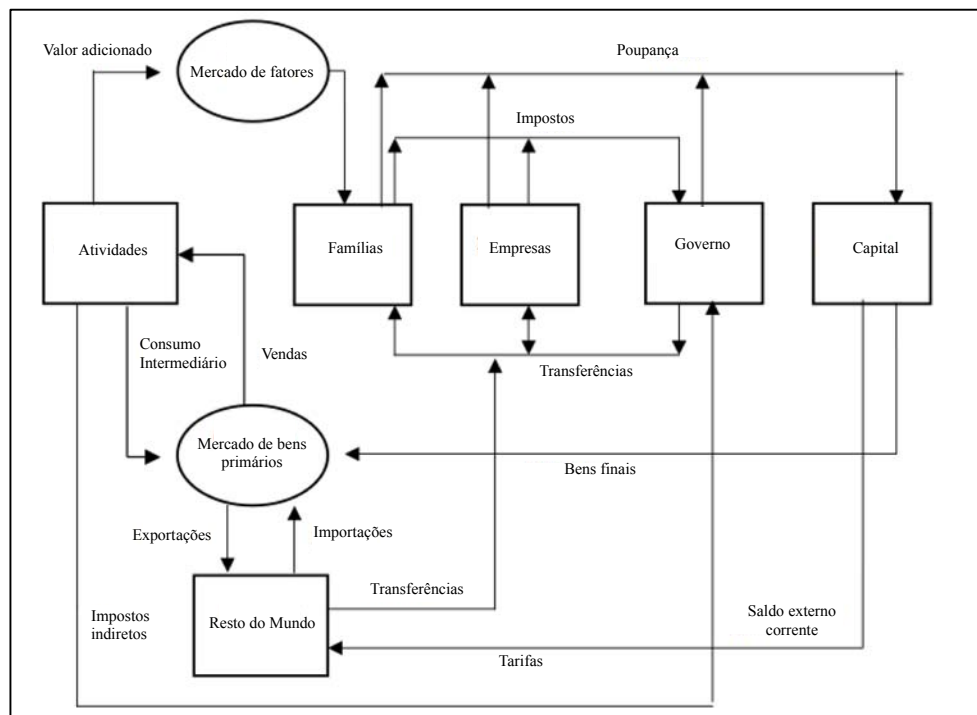 Valor adicionado
Mercado de fatores
Poupança
Impostos
Atividades
Famílias
Empresas
Governo
Capital
Consumo
Intermediário
Vendas
Transferências
Mercado de bens
primários
Bens finais
Exportações
Importações
Transferências
Impostos
indiretos
Resto do Mundo
Saldo externo
corrente
Tarifas